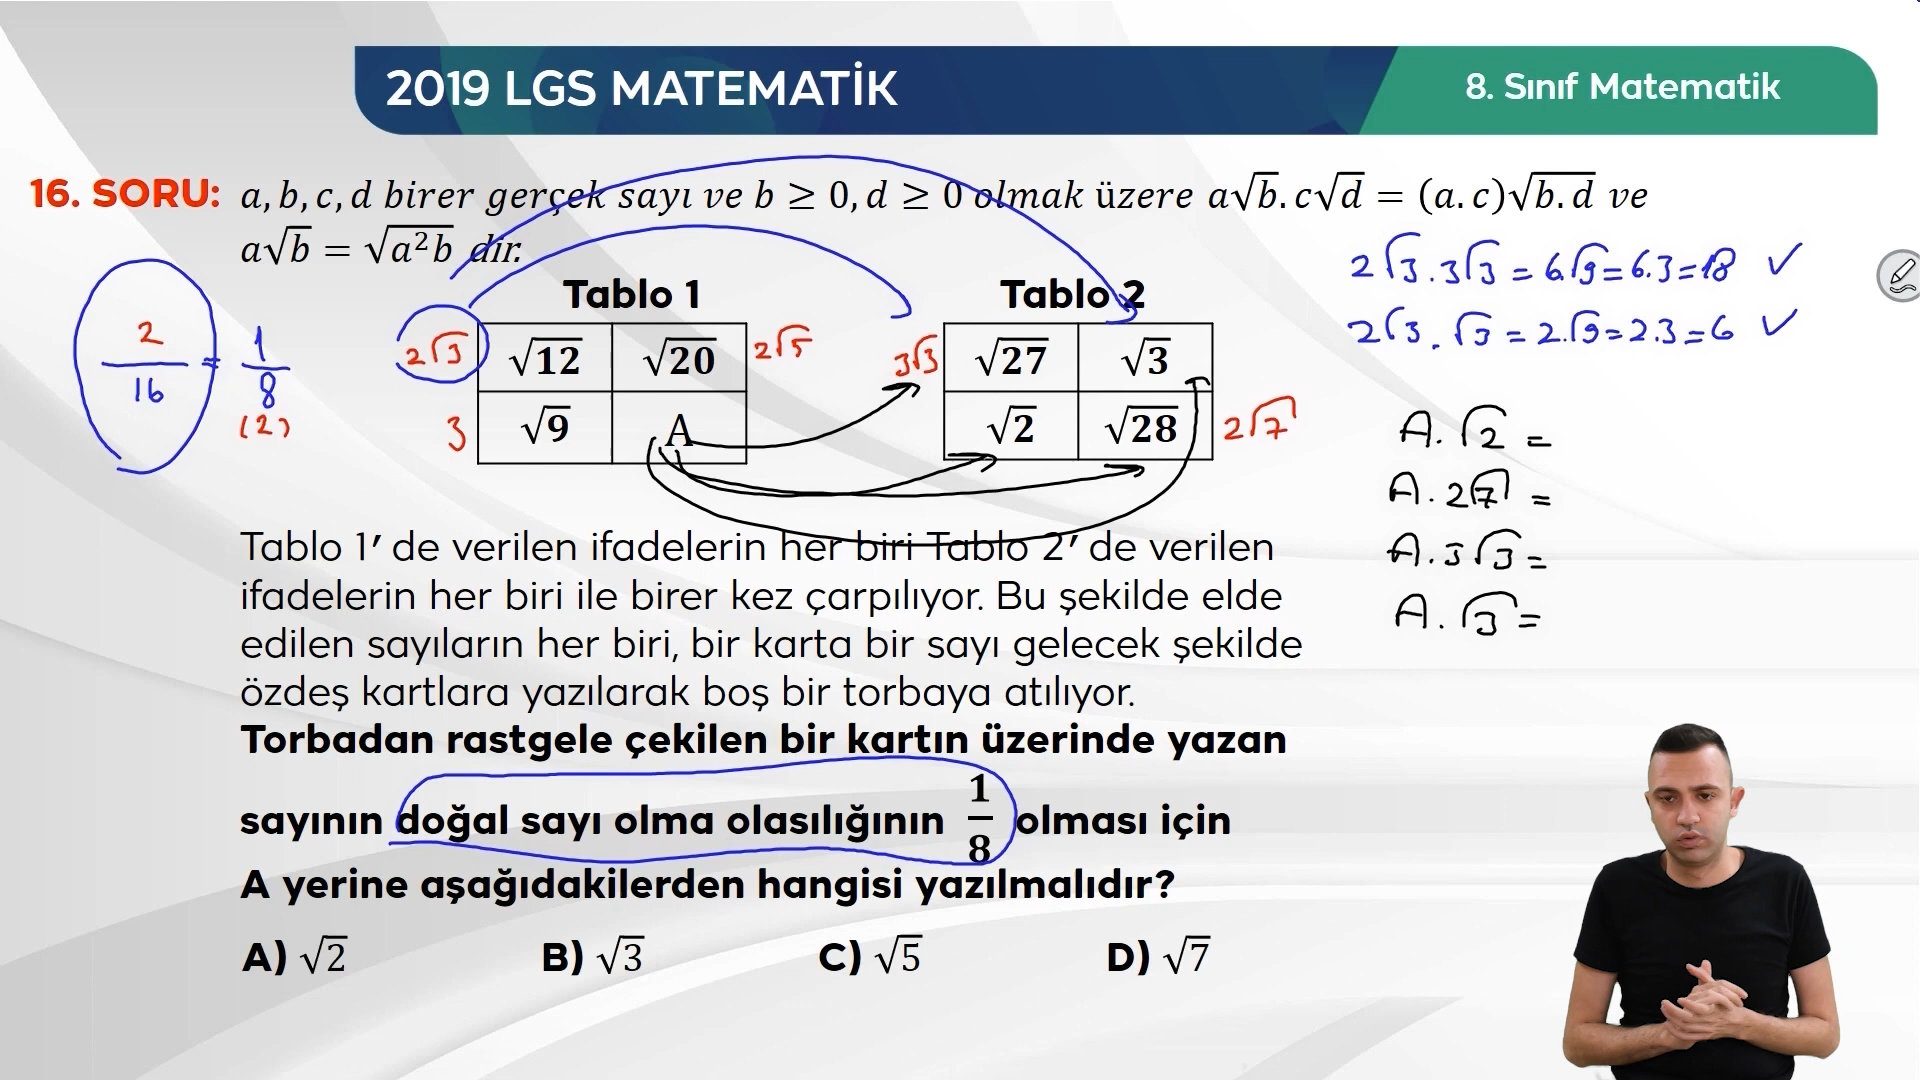 2019 LGS MATEMATİK
8. Sınıf Matematik
16. SORU: a, b, c, d birer gerçek sayı ve b ≥ 0, d ≥ 0 olmak üzere a√b. c√d = (a. c)√b. d ve
a√b = √a²b dir.
2√3 . 3√3 = 6√9 = 6.3 = 18 ✓
2√3 . √3 = 2.√9 = 2.3 = 6 ✓
Tablo 1
Tablo 2
2/16 = 1/8
(2)
2√3 √12 √20 2√5
3 √9 A
3√3 √27 √3
√2 √28 2√7
A. √2 =
A. 2√7 =
A. 3√3 =
A. √3 =
Tablo 1’ de verilen ifadelerin her biri Tablo 2’ de verilen
ifadelerin her biri ile birer kez çarpılıyor. Bu şekilde elde
edilen sayıların her biri, bir karta bir sayı gelecek şekilde
özdeş kartlara yazılarak boş bir torbaya atılıyor.
Torbadan rastgele çekilen bir kartın üzerinde yazan
sayının doğal sayı olma olasılığının 1/8 olması için
A yerine aşağıdakilerden hangisi yazılmalıdır?
A) √2 B) √3 C) √5 D) √7